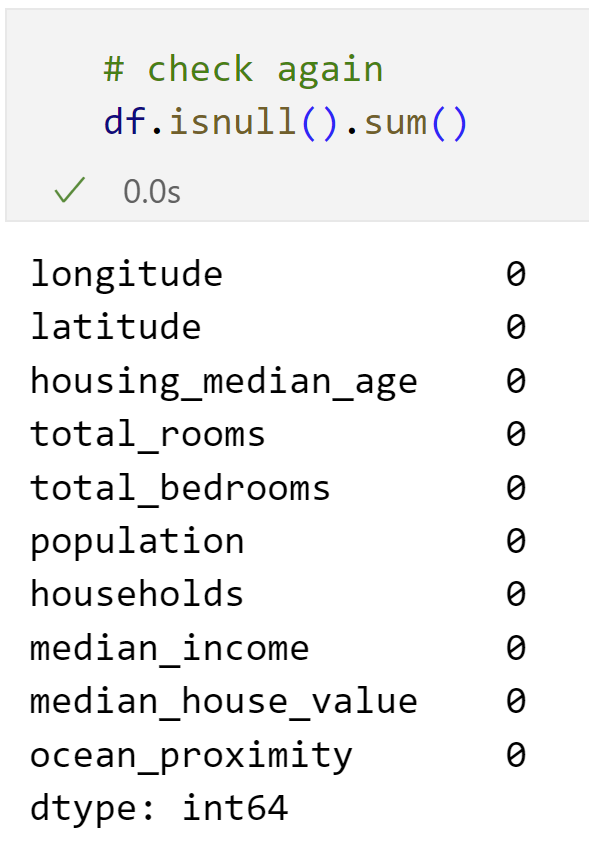 # check again
df.isnull().sum()
0.0s
longitude 0
latitude 0
housing_median_age 0
total_rooms 0
total_bedrooms 0
population 0
households 0
median_income 0
median_house_value 0
ocean_proximity 0
dtype: int64